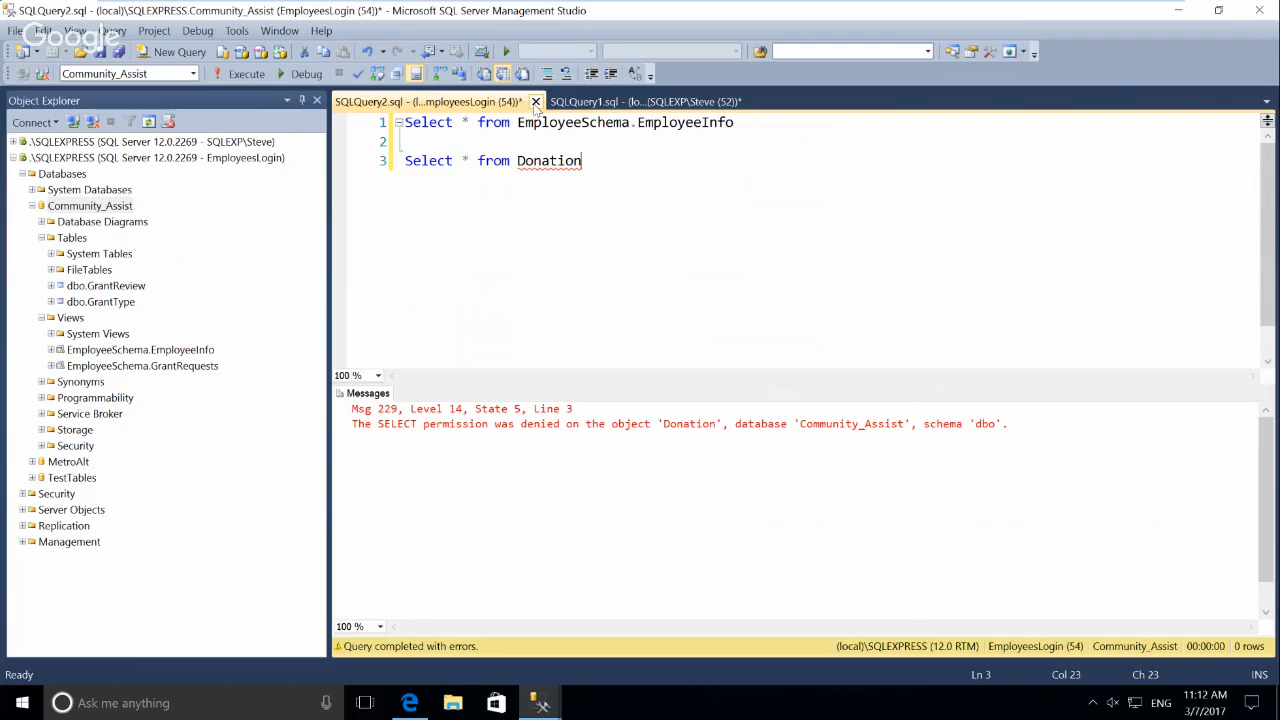 SQLQuery2.sql - (local)\SQLEXPRESS.Community_Assist (EmployeesLogin (54))* - Microsoft SQL Server Management Studio
File Edit View Query Project Debug Tools Window Help
Google
New Query
Community_Assist Execute Debug
Object Explorer
Connect
.\SQLEXPRESS (SQL Server 12.0.2269 - SQLEXP\Steve)
.\SQLEXPRESS (SQL Server 12.0.2269 - EmployeesLogin)
Databases
System Databases
Community_Assist
Database Diagrams
Tables
System Tables
FileTables
dbo.GrantReview
dbo.GrantType
Views
System Views
EmployeeSchema.EmployeeInfo
EmployeeSchema.GrantRequests
Synonyms
Programmability
Service Broker
Storage
Security
MetroAlt
TestTables
Security
Server Objects
Replication
Management
SQLQuery2.sql - (l...mployeesLogin (54))* SQLQuery1.sql - (lo...(SQLEXP\Steve (52))*
1 Select * from EmployeeSchema.EmployeeInfo
2
3 Select * from Donation
100 %
Messages
Msg 229, Level 14, State 5, Line 3
The SELECT permission was denied on the object 'Donation', database 'Community_Assist', schema 'dbo'.
100 %
Query completed with errors. (local)\SQLEXPRESS (12.0 RTM) EmployeesLogin (54) Community_Assist 00:00:00 0 rows
Ready Ln 3 Col 23 Ch 23 INS
Ask me anything ENG 11:12 AM
3/7/2017